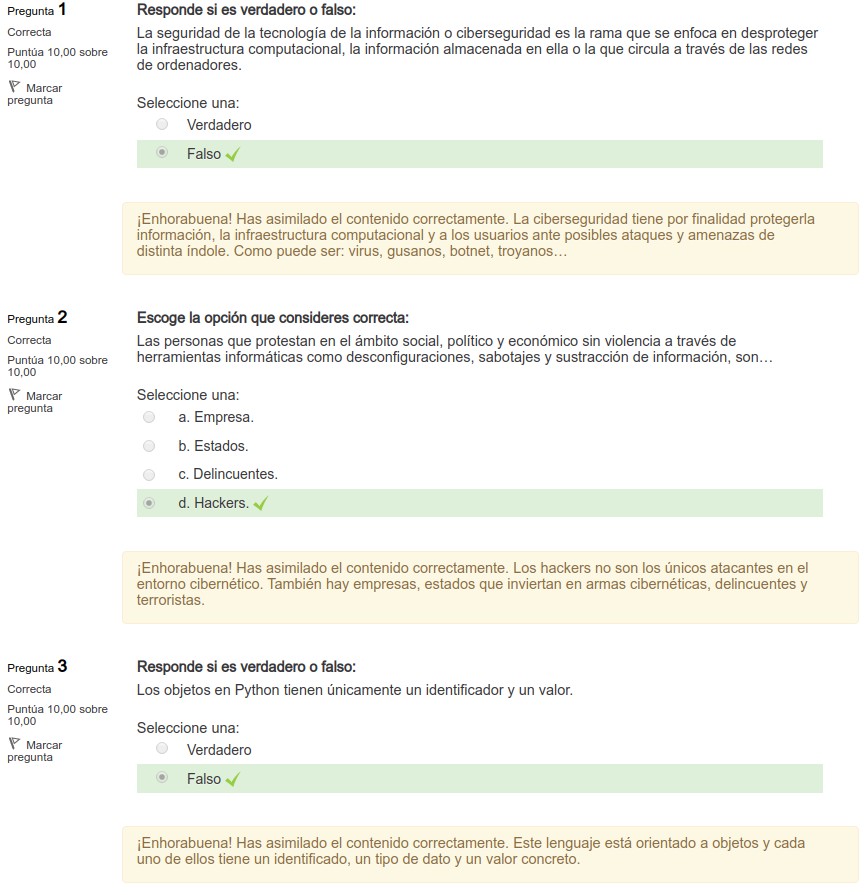 Pregunta 1
Correcta
Puntúa 10,00 sobre
10,00
Marcar
pregunta
Responde si es verdadero o falso:
La seguridad de la tecnología de la información o ciberseguridad es la rama que se enfoca en desproteger
la infraestructura computacional, la información almacenada en ella o la que circula a través de las redes
de ordenadores.
Seleccione una:
Verdadero
Falso
¡Enhorabuena! Has asimilado el contenido correctamente. La ciberseguridad tiene por finalidad protegerla
información, la infraestructura computacional y a los usuarios ante posibles ataques y amenazas de
distinta índole. Como puede ser: virus, gusanos, botnet, troyanos…
Pregunta 2
Correcta
Puntúa 10,00 sobre
10,00
Marcar
pregunta
Escoge la opción que consideres correcta:
Las personas que protestan en el ámbito social, político y económico sin violencia a través de
herramientas informáticas como desconfiguraciones, sabotajes y sustracción de información, son…
Seleccione una:
a. Empresa.
b. Estados.
c. Delincuentes.
d. Hackers.
¡Enhorabuena! Has asimilado el contenido correctamente. Los hackers no son los únicos atacantes en el
entorno cibernético. También hay empresas, estados que inviertan en armas cibernéticas, delincuentes y
terroristas.
Pregunta 3
Correcta
Puntúa 10,00 sobre
10,00
Marcar
pregunta
Responde si es verdadero o falso:
Los objetos en Python tienen únicamente un identificador y un valor.
Seleccione una:
Verdadero
Falso
¡Enhorabuena! Has asimilado el contenido correctamente. Este lenguaje está orientado a objetos y cada
uno de ellos tiene un identificado, un tipo de dato y un valor concreto.